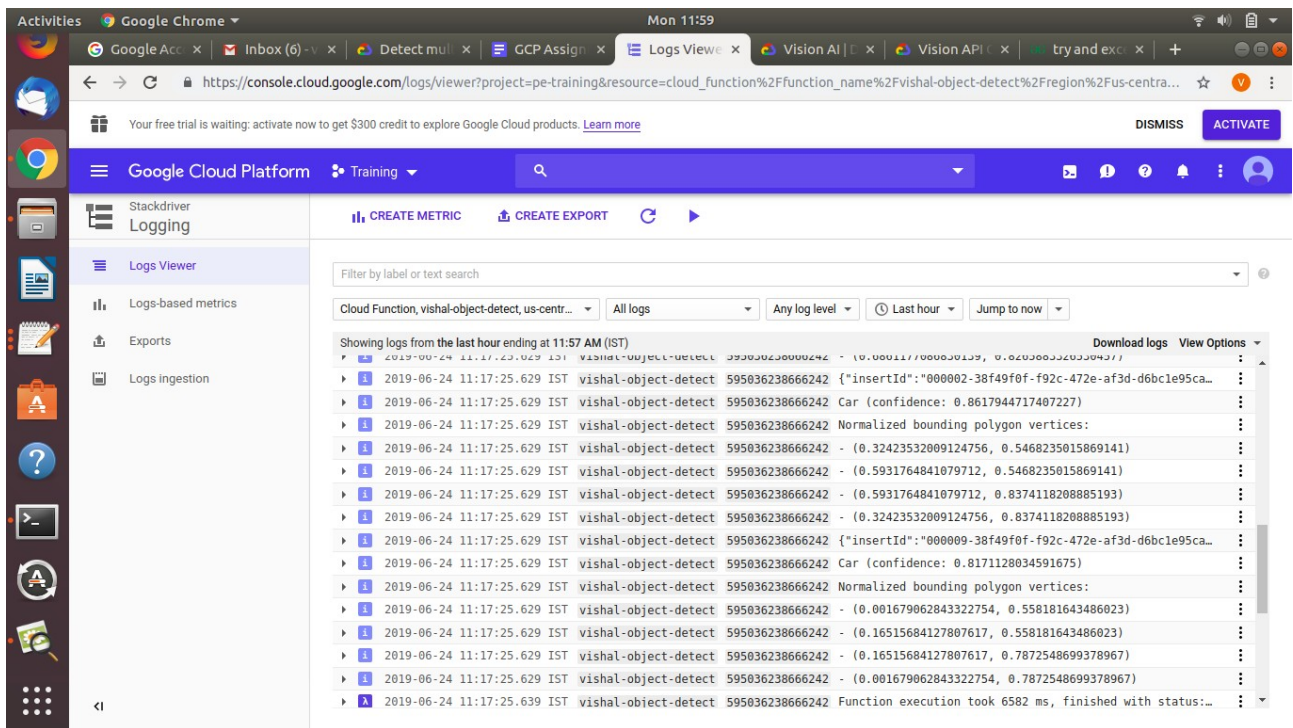 Activities Google Chrome Mon 11:59
Google Acc Inbox (6) - v Detect mul GCP Assign Logs Viewe Vision AI | D Vision API C try and exc
https://console.cloud.google.com/logs/viewer?project=pe-training&resource=cloud_function%2Ffunction_name%2Fvishal-object-detect%2Fregion%2Fus-centra... V
Your free trial is waiting: activate now to get $300 credit to explore Google Cloud products. Learn more DISMISS ACTIVATE
Google Cloud Platform Training
Stackdriver
Logging
CREATE METRIC CREATE EXPORT
Logs Viewer
Logs-based metrics
Exports
Logs ingestion
Filter by label or text search
Cloud Function, vishal-object-detect, us-centr... All logs Any log level Last hour Jump to now
Showing logs from the last hour ending at 11:57 AM (IST) Download logs View Options
2019-06-24 11:17:25.629 IST vishal-object-detect 595036238666242 - (0.6861177086830139, 0.8205883326530457)
2019-06-24 11:17:25.629 IST vishal-object-detect 595036238666242 {"insertId":"000002-38f49f0f-f92c-472e-af3d-d6bc1e95ca…
2019-06-24 11:17:25.629 IST vishal-object-detect 595036238666242 Car (confidence: 0.8617944717407227)
2019-06-24 11:17:25.629 IST vishal-object-detect 595036238666242 Normalized bounding polygon vertices:
2019-06-24 11:17:25.629 IST vishal-object-detect 595036238666242 - (0.32423532009124756, 0.5468235015869141)
2019-06-24 11:17:25.629 IST vishal-object-detect 595036238666242 - (0.5931764841079712, 0.5468235015869141)
2019-06-24 11:17:25.629 IST vishal-object-detect 595036238666242 - (0.5931764841079712, 0.8374118208885193)
2019-06-24 11:17:25.629 IST vishal-object-detect 595036238666242 - (0.32423532009124756, 0.8374118208885193)
2019-06-24 11:17:25.629 IST vishal-object-detect 595036238666242 {"insertId":"000009-38f49f0f-f92c-472e-af3d-d6bc1e95ca…
2019-06-24 11:17:25.629 IST vishal-object-detect 595036238666242 Car (confidence: 0.8171128034591675)
2019-06-24 11:17:25.629 IST vishal-object-detect 595036238666242 Normalized bounding polygon vertices:
2019-06-24 11:17:25.629 IST vishal-object-detect 595036238666242 - (0.001679062843322754, 0.558181643486023)
2019-06-24 11:17:25.629 IST vishal-object-detect 595036238666242 - (0.16515684127807617, 0.558181643486023)
2019-06-24 11:17:25.629 IST vishal-object-detect 595036238666242 - (0.16515684127807617, 0.7872548699378967)
2019-06-24 11:17:25.629 IST vishal-object-detect 595036238666242 - (0.001679062843322754, 0.7872548699378967)
2019-06-24 11:17:25.639 IST vishal-object-detect 595036238666242 Function execution took 6582 ms, finished with status:…